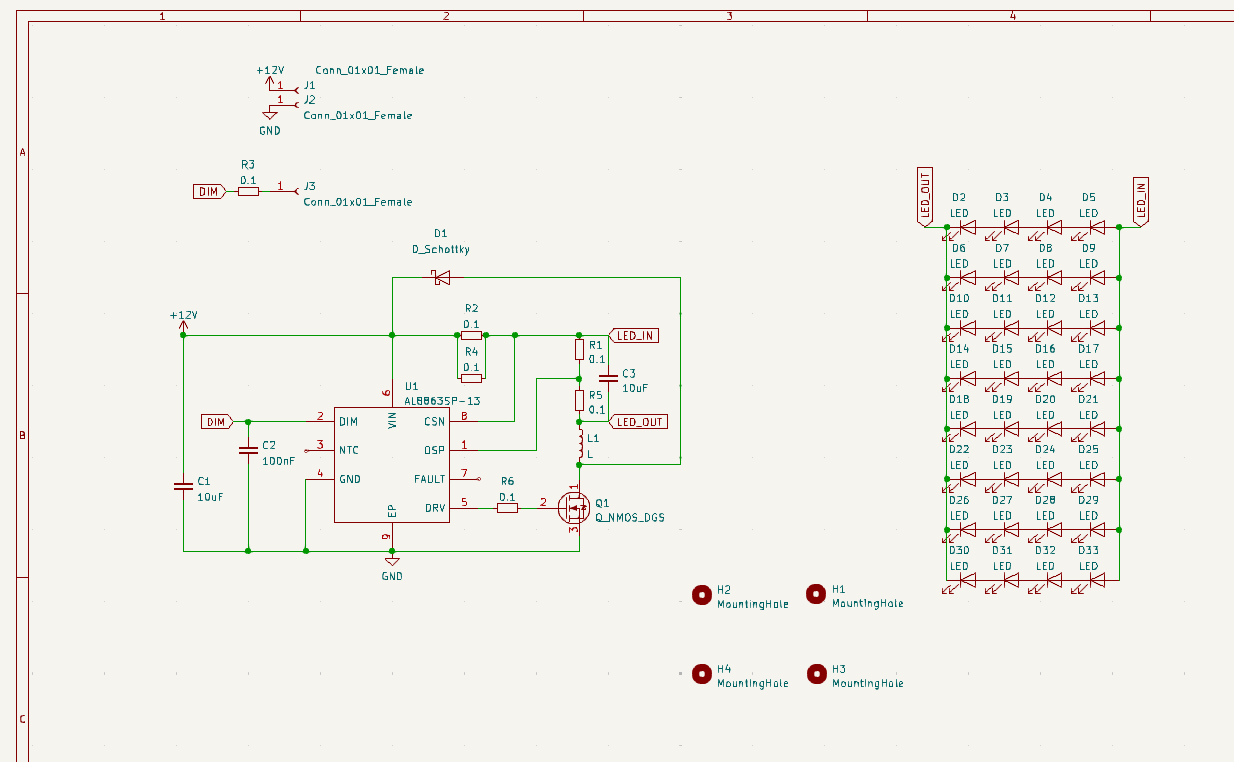 1 2 3 4
A
B
C
+12V Conn_01x01_Female
1 J1
1 J2
Conn_01x01_Female
GND
R3
0.1
DIM 1 J3
Conn_01x01_Female
D1
D_Schottky
+12V
R2
0.1
R4
0.1
LED_IN
R1
0.1
C3
10uF
R5
0.1
LED_OUT
L1
L
U1
AL8863SP-13
6
VIN
DIM 2 DIM CSN 8
3 NTC OSP 1
4 GND FAULT 7
DRV 5
EP
9
C2
100nF
C1
10uF
R6
0.1
2
1
3
Q1
Q_NMOS_DGS
GND
LED_OUT LED_IN
D2 D3 D4 D5
LED LED LED LED
D6 D7 D8 D9
LED LED LED LED
D10 D11 D12 D13
LED LED LED LED
D14 D15 D16 D17
LED LED LED LED
D18 D19 D20 D21
LED LED LED LED
D22 D23 D24 D25
LED LED LED LED
D26 D27 D28 D29
LED LED LED LED
D30 D31 D32 D33
LED LED LED LED
H2
MountingHole
H1
MountingHole
H4
MountingHole
H3
MountingHole